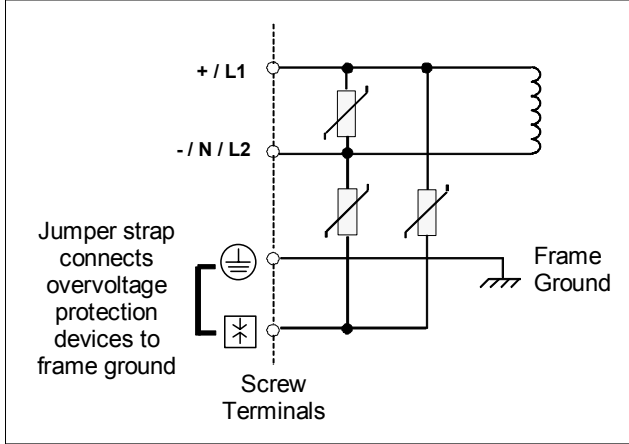 + / L1
- / N / L2
Jumper strap
connects
overvoltage
protection
devices to
frame ground
Frame
Ground
Screw
Terminals